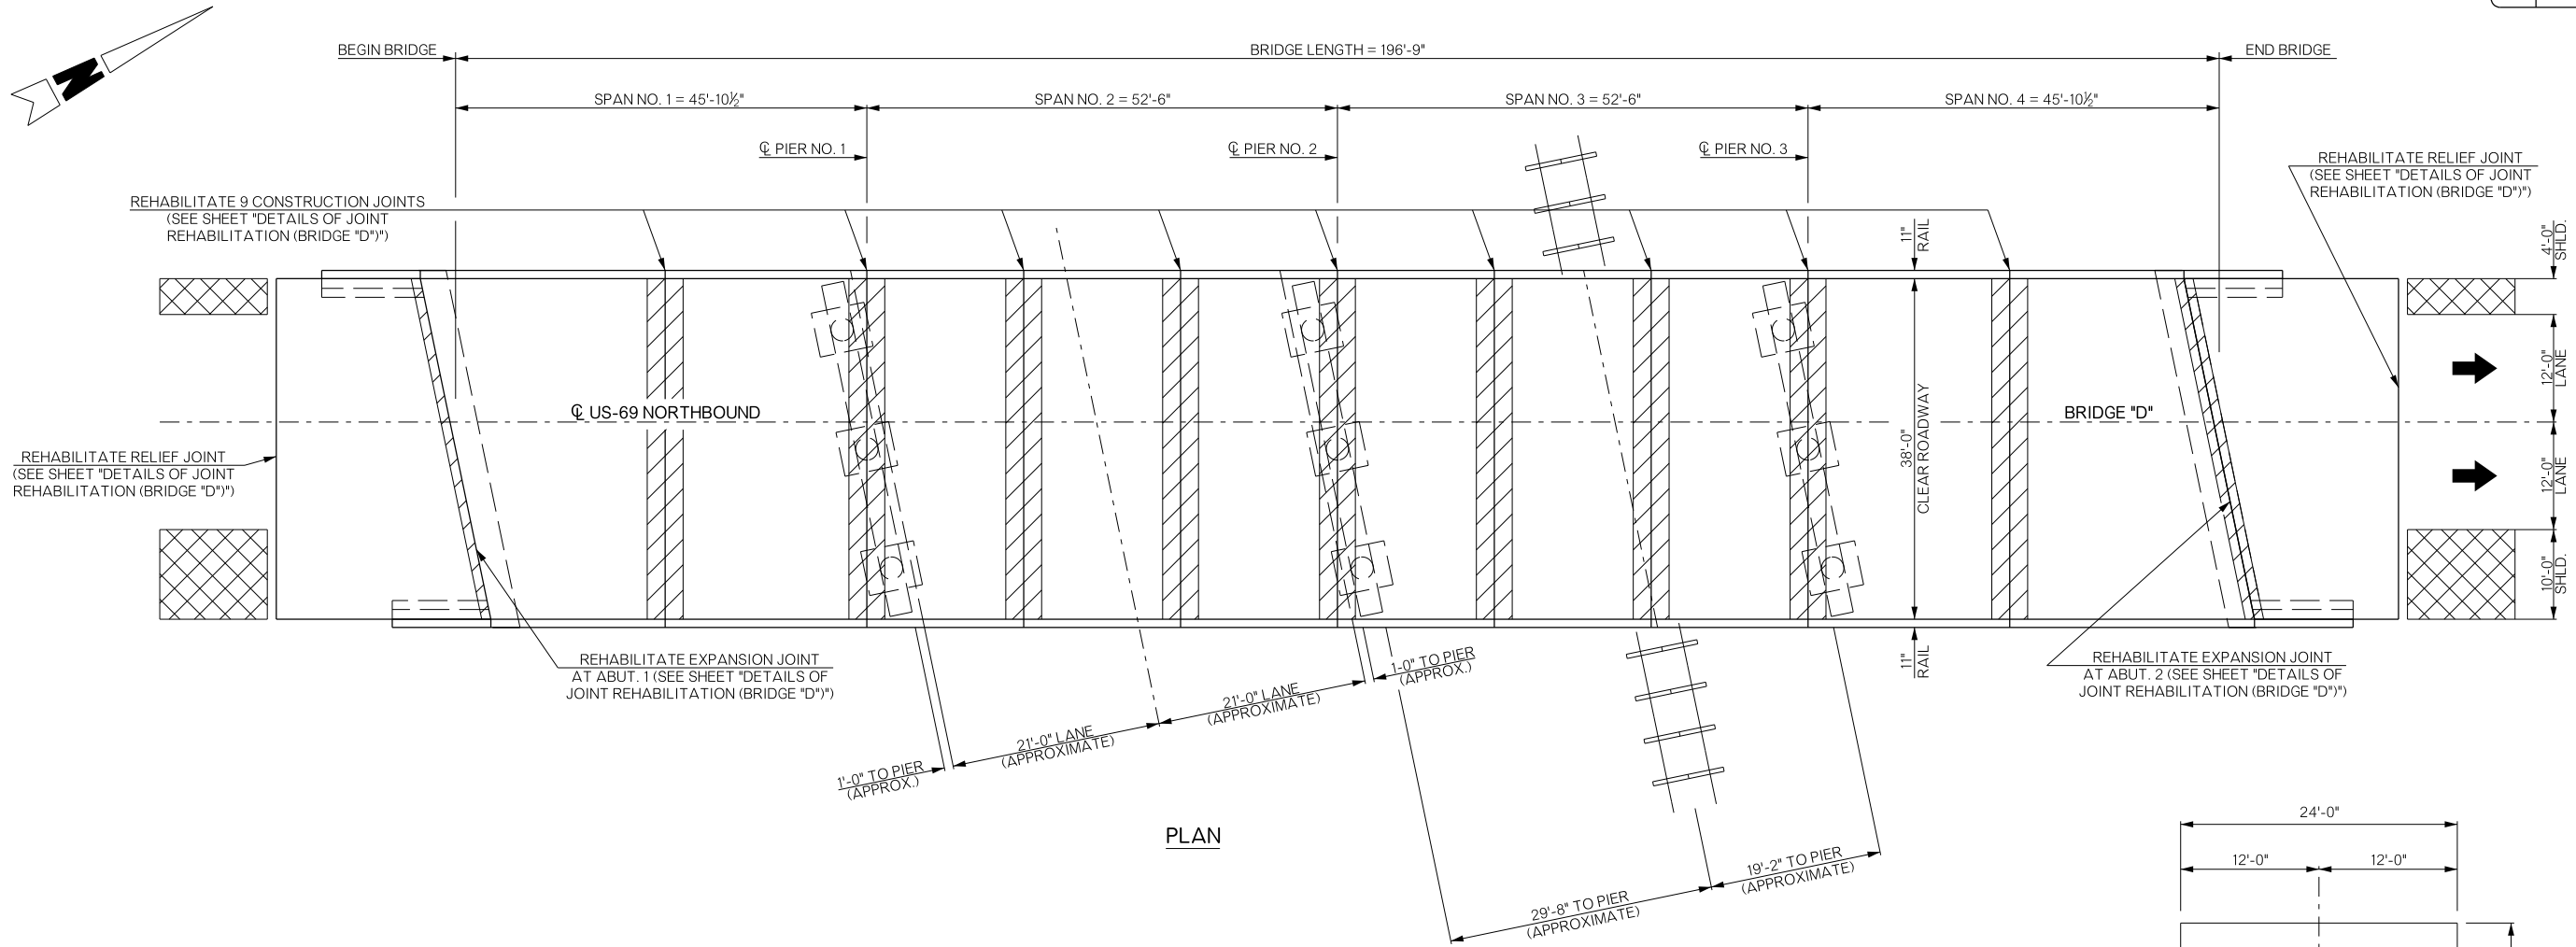 N
BEGIN BRIDGE
BRIDGE LENGTH = 196'-9"
END BRIDGE
SPAN NO. 1 = 45'-10½"
SPAN NO. 2 = 52'-6"
SPAN NO. 3 = 52'-6"
SPAN NO. 4 = 45'-10½"
℄ PIER NO. 1
℄ PIER NO. 2
℄ PIER NO. 3
REHABILITATE RELIEF JOINT
(SEE SHEET "DETAILS OF JOINT
REHABILITATION (BRIDGE "D")")
REHABILITATE 9 CONSTRUCTION JOINTS
(SEE SHEET "DETAILS OF JOINT
REHABILITATION (BRIDGE "D")")
11"
RAIL
4'-0"
SHLD.
12'-0"
LANE
℄ US-69 NORTHBOUND
38'-0"
CLEAR ROADWAY
BRIDGE "D"
REHABILITATE RELIEF JOINT
(SEE SHEET "DETAILS OF JOINT
REHABILITATION (BRIDGE "D")")
12'-0"
LANE
10'-0"
SHLD.
REHABILITATE EXPANSION JOINT
AT ABUT. 1 (SEE SHEET "DETAILS OF
JOINT REHABILITATION (BRIDGE "D")")
1-0" TO PIER
(APPROX.)
11"
RAIL
REHABILITATE EXPANSION JOINT
AT ABUT. 2 (SEE SHEET "DETAILS OF
JOINT REHABILITATION (BRIDGE "D")")
21'-0" LANE
(APPROXIMATE)
21'-0" LANE
(APPROXIMATE)
1'-0" TO PIER
(APPROX.)
PLAN
19'-2" TO PIER
(APPROXIMATE)
29'-8" TO PIER
(APPROXIMATE)
24'-0"
12'-0"
12'-0"